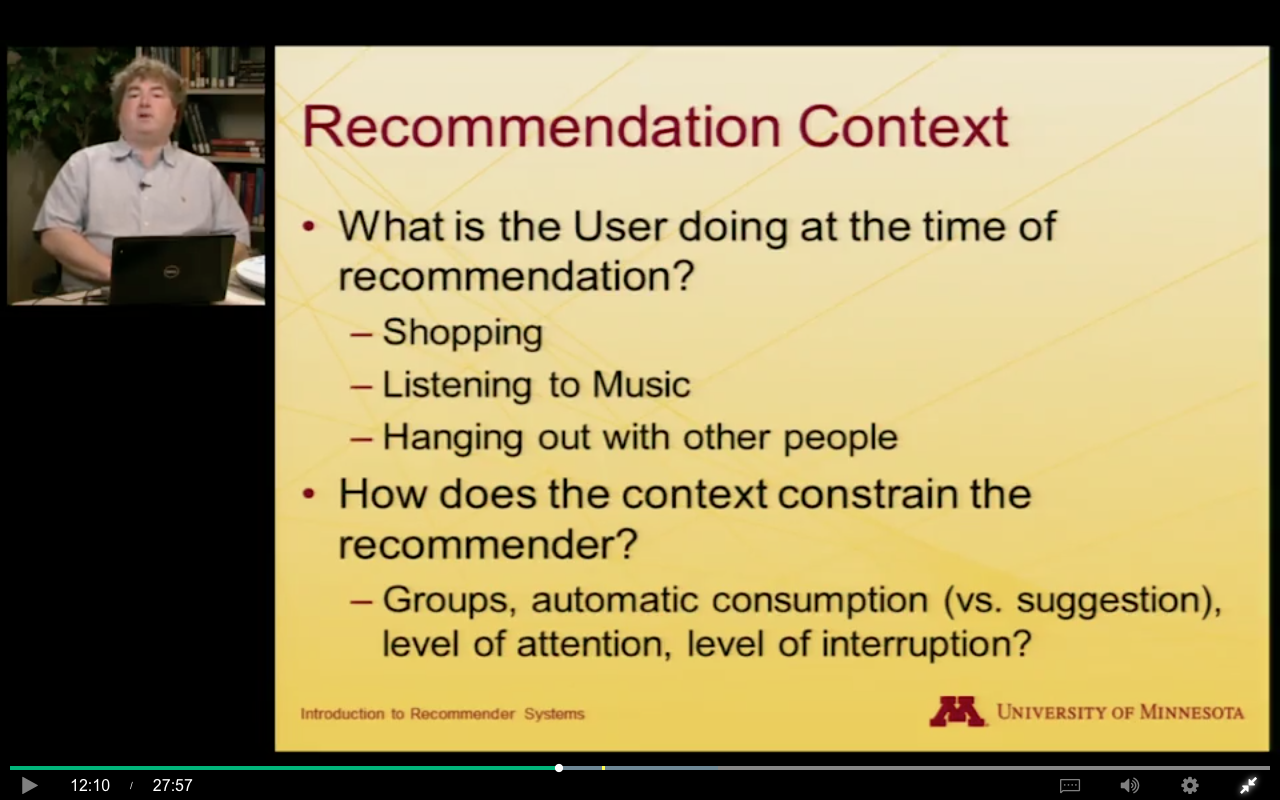 Recommendation Context
• What is the User doing at the time of
recommendation?
– Shopping
– Listening to Music
– Hanging out with other people
• How does the context constrain the
recommender?
– Groups, automatic consumption (vs. suggestion),
level of attention, level of interruption?
Introduction to Recommender Systems
M UNIVERSITY OF MINNESOTA
12:10 / 27:57